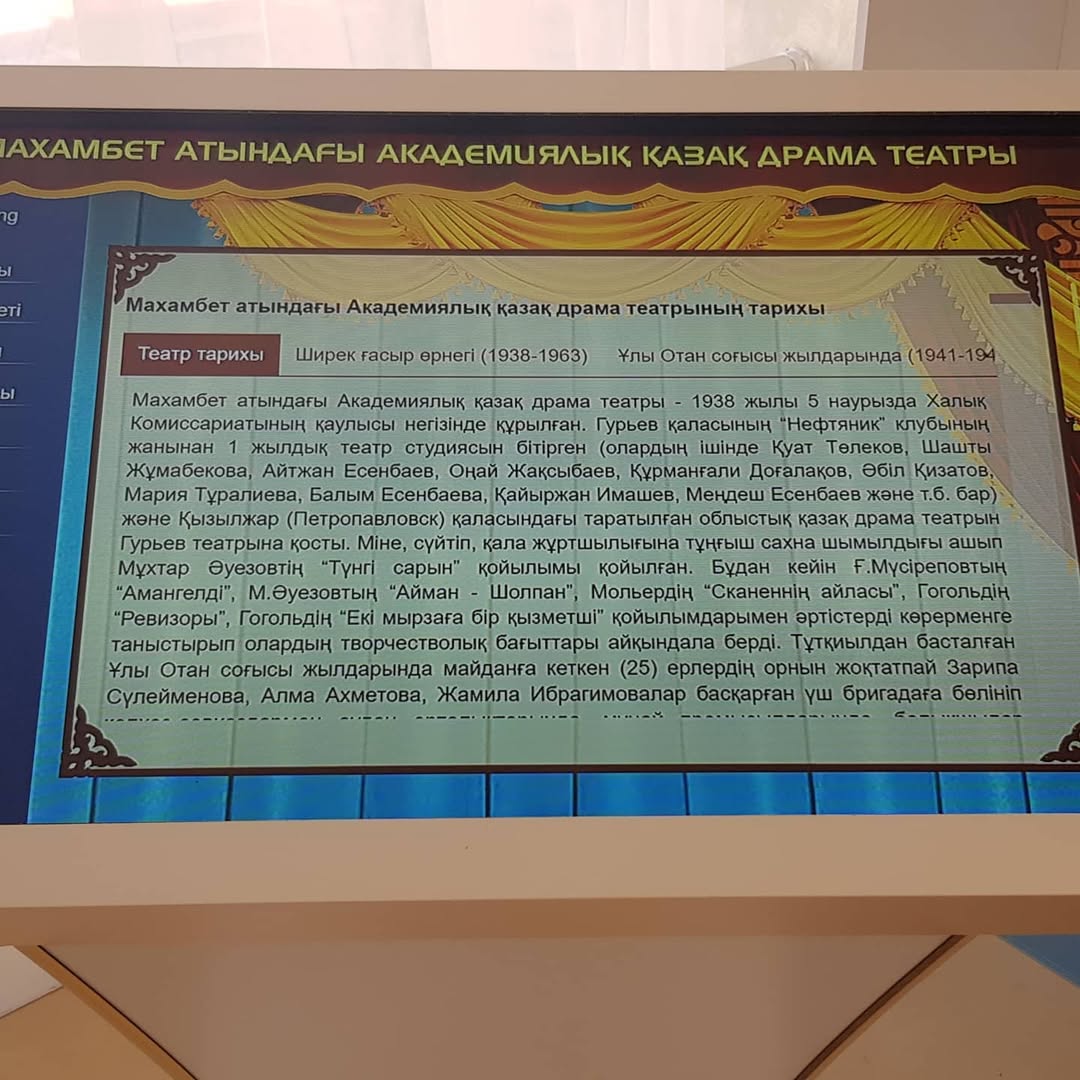 МАХАМБЕТ АТЫНДАҒЫ АКАДЕМИЯЛЫҚ ҚАЗАҚ ДРАМА ТЕАТРЫ
Махамбет атындағы Академиялық қазақ драма театрының тарихы
Театр тарихы Ширек ғасыр өрнегі (1938-1963) Ұлы Отан соғысы жылдарында (1941-194
Махамбет атындағы Академиялық қазақ драма театры - 1938 жылы 5 наурызда Халық
Комиссариатының қаулысы негізінде құрылған. Гурьев қаласының “Нефтяник” клубының
жанынан 1 жылдық театр студиясын бітірген (олардың ішінде Қуат Төлеков, Шашты
Жұмабекова, Айтжан Есенбаев, Оңай Жақсыбаев, Құрманғали Доғалақов, Әбіл Қизатов,
Мария Тұралиева, Балым Есенбаева, Қайыржан Имашев, Меңдеш Есенбаев және т.б. бар)
және Қызылжар (Петропавловск) қаласындағы таратылған облыстық қазақ драма театрын
Гурьев театрына қосты. Міне, сүйтіп, қала жұртшылығына тұңғыш сахна шымылдығы ашып
Мұхтар Әуезовтің “Түнгі сарын” қойылымы қойылған. Бұдан кейін Ғ.Мүсіреповтың
“Амангелді”, М.Әуезовтың “Айман - Шолпан”, Мольердің “Сканеннің айласы”, Гогольдің
“Ревизоры”, Гогольдің “Екі мырзаға бір қызметші” қойылымдарымен әртістерді көрерменге
таныстырып олардың творчестволық бағыттары айқындала берді. Тұтқиылдан басталған
Ұлы Отан соғысы жылдарында майданға кеткен (25) ерлердің орнын жоқтатпай Зарипа
Сүлейменова, Алма Ахметова, Жамила Ибрагимовалар басқарған үш бригадаға бөлініп